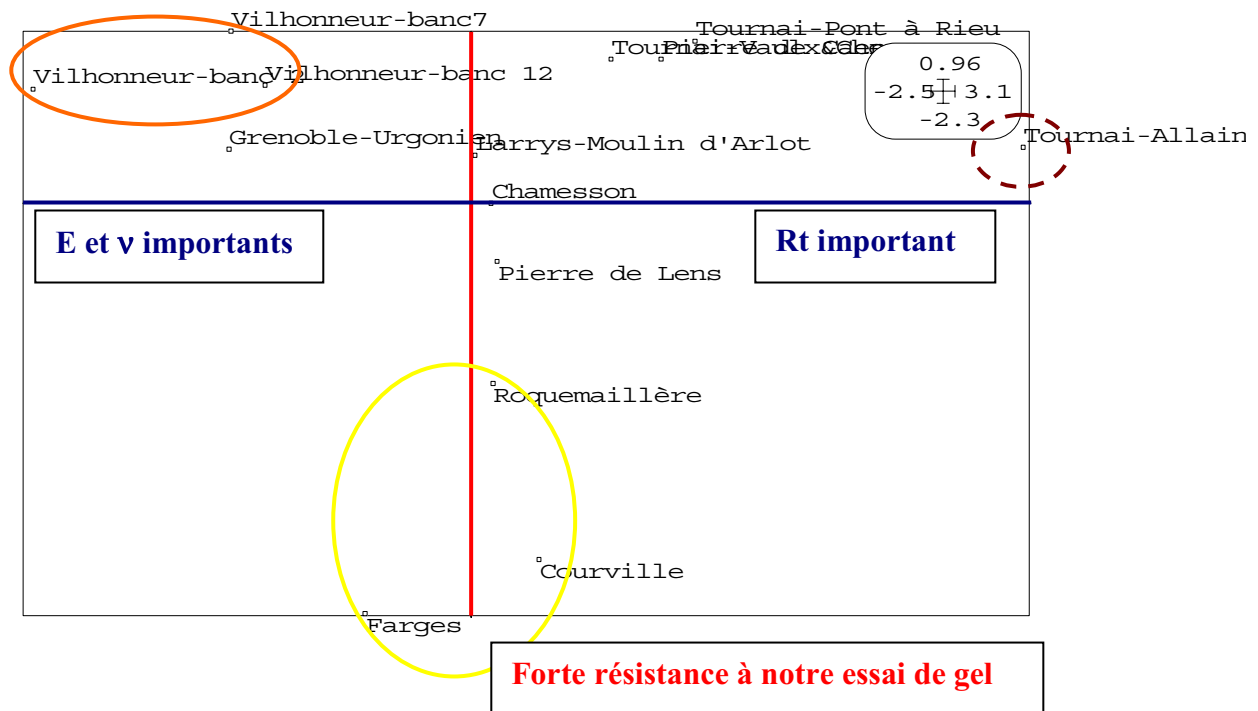 Vilhonneur-banc7
Tournai-Pont à Rieu
Vilhonneur-banc 2
Vilhonneur-banc 12
0.96
-2.5 3.1
-2.3
Grenoble-Urgonien
Larrys-Moulin d'Arlot
Tournai-Allain
Chamesson
E et ν importants
Rt important
Pierre de Lens
Roquemaillère
Courville
Farges
Forte résistance à notre essai de gel